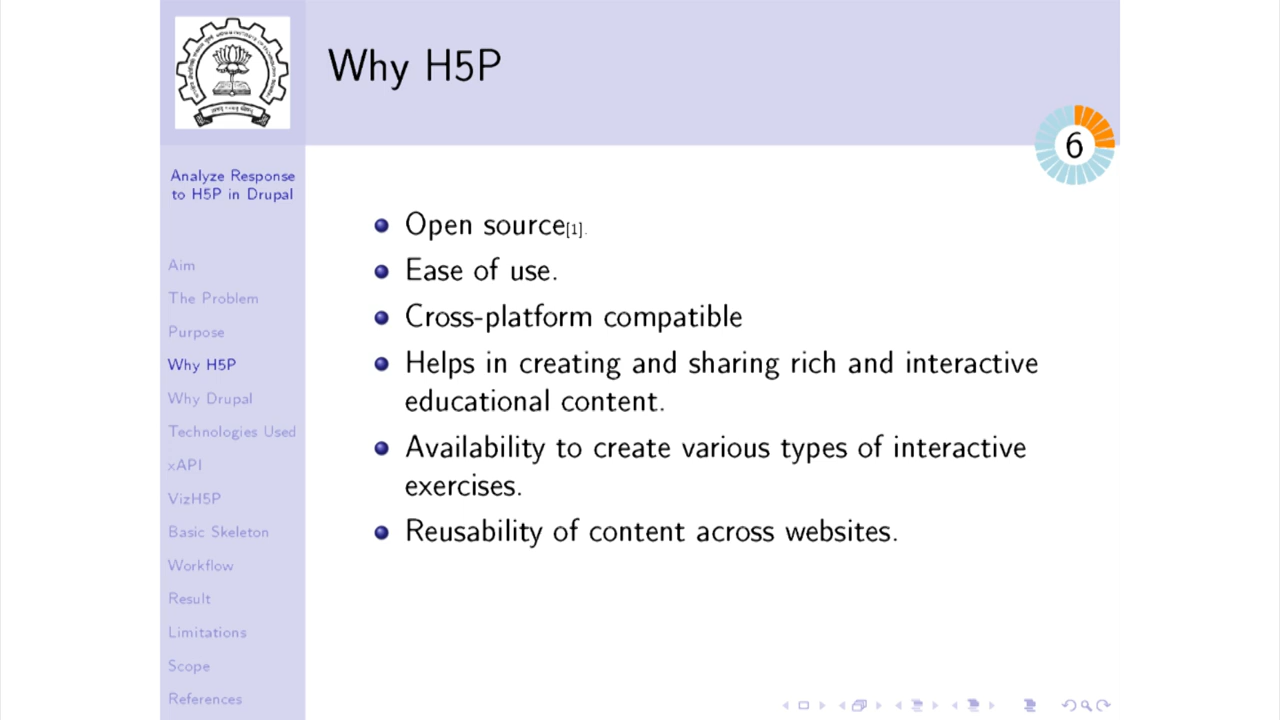 Why H5P
6
Analyze Response
to H5P in Drupal
Aim
The Problem
Purpose
Why H5P
Why Drupal
Technologies Used
xAPI
VizH5P
Basic Skeleton
Workflow
Result
Limitations
Scope
References
Open source[1].
Ease of use.
Cross-platform compatible
Helps in creating and sharing rich and interactive
educational content.
Availability to create various types of interactive
exercises.
Reusability of content across websites.